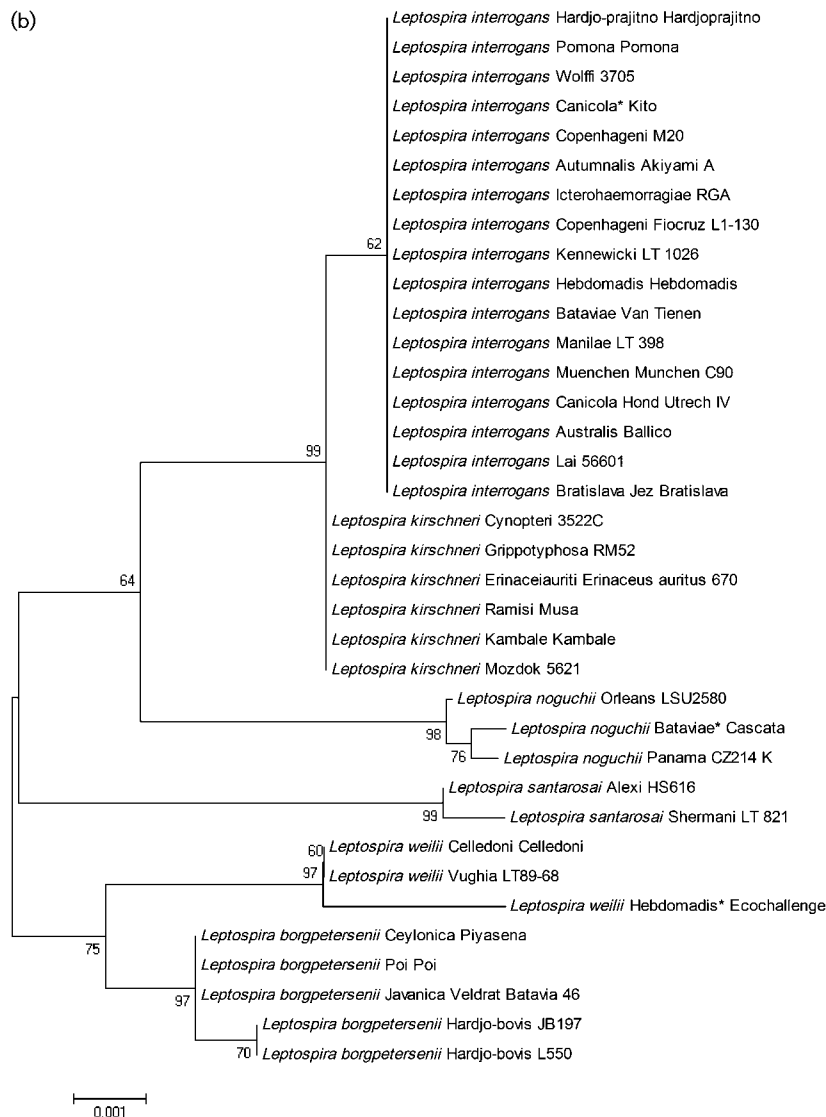 (b)
Leptospira interrogans Hardjo-prajitno Hardjoprajitno
Leptospira interrogans Pomona Pomona
Leptospira interrogans Wolffi 3705
Leptospira interrogans Canicola* Kito
Leptospira interrogans Copenhageni M20
Leptospira interrogans Autumnalis Akiyami A
Leptospira interrogans Icterohaemorragiae RGA
Leptospira interrogans Copenhageni Fiocruz L1-130
62
Leptospira interrogans Kennewicki LT 1026
Leptospira interrogans Hebdomadis Hebdomadis
Leptospira interrogans Bataviae Van Tienen
Leptospira interrogans Manilae LT 398
Leptospira interrogans Muenchen Munchen C90
Leptospira interrogans Canicola Hond Utrech IV
Leptospira interrogans Australis Ballico
99
Leptospira interrogans Lai 56601
Leptospira interrogans Bratislava Jez Bratislava
Leptospira kirschneri Cynopteri 3522C
Leptospira kirschneri Grippotyphosa RM52
64
Leptospira kirschneri Erinaceiauriti Erinaceus auritus 670
Leptospira kirschneri Ramisi Musa
Leptospira kirschneri Kambale Kambale
Leptospira kirschneri Mozdok 5621
Leptospira noguchii Orleans LSU2580
98
Leptospira noguchii Bataviae* Cascata
76
Leptospira noguchii Panama CZ214 K
Leptospira santarosai Alexi HS616
99
Leptospira santarosai Shermani LT 821
60
Leptospira weilii Celledoni Celledoni
97
Leptospira weilii Vughia LT89-68
Leptospira weilii Hebdomadis* Ecochallenge
75
Leptospira borgpetersenii Ceylonica Piyasena
Leptospira borgpetersenii Poi Poi
97
Leptospira borgpetersenii Javanica Veldrat Batavia 46
Leptospira borgpetersenii Hardjo-bovis JB197
70
Leptospira borgpetersenii Hardjo-bovis L550
0.001